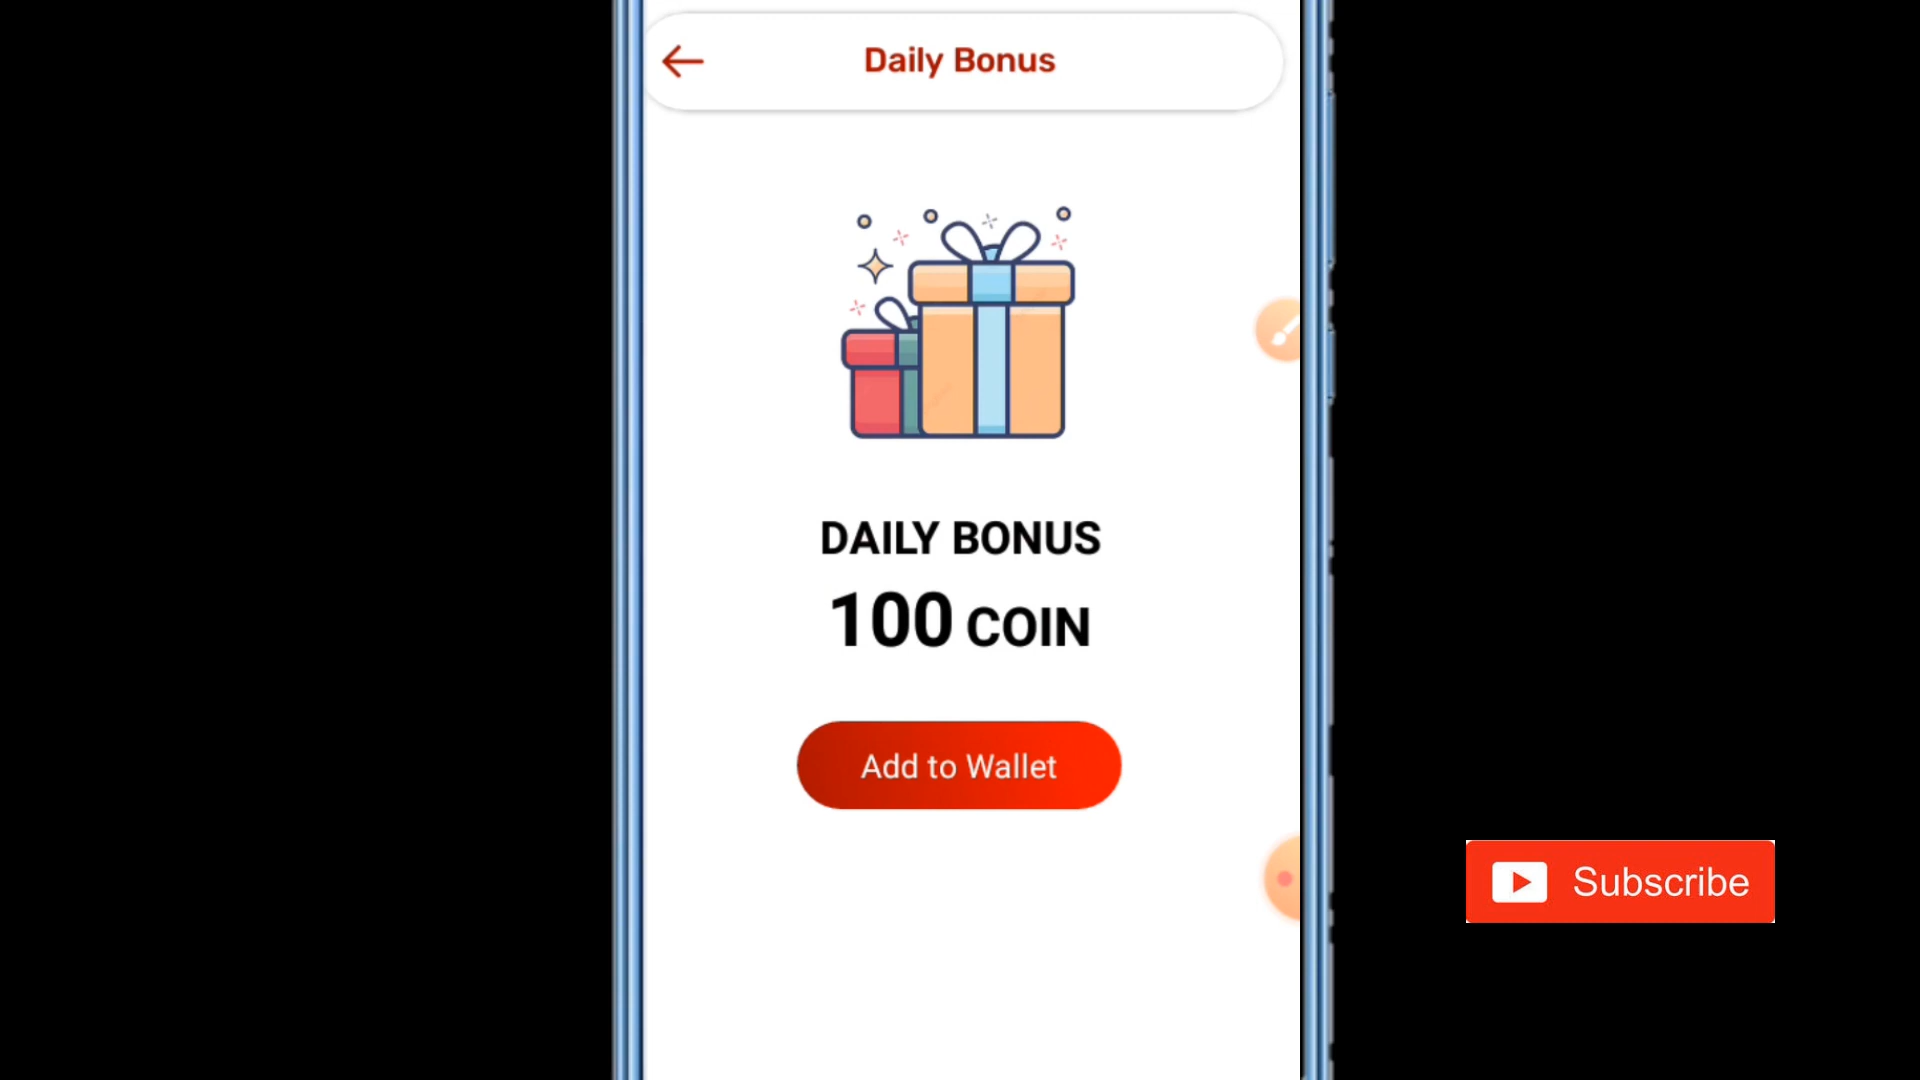 Daily Bonus
DAILY BONUS
100 COIN
Add to Wallet
Subscribe